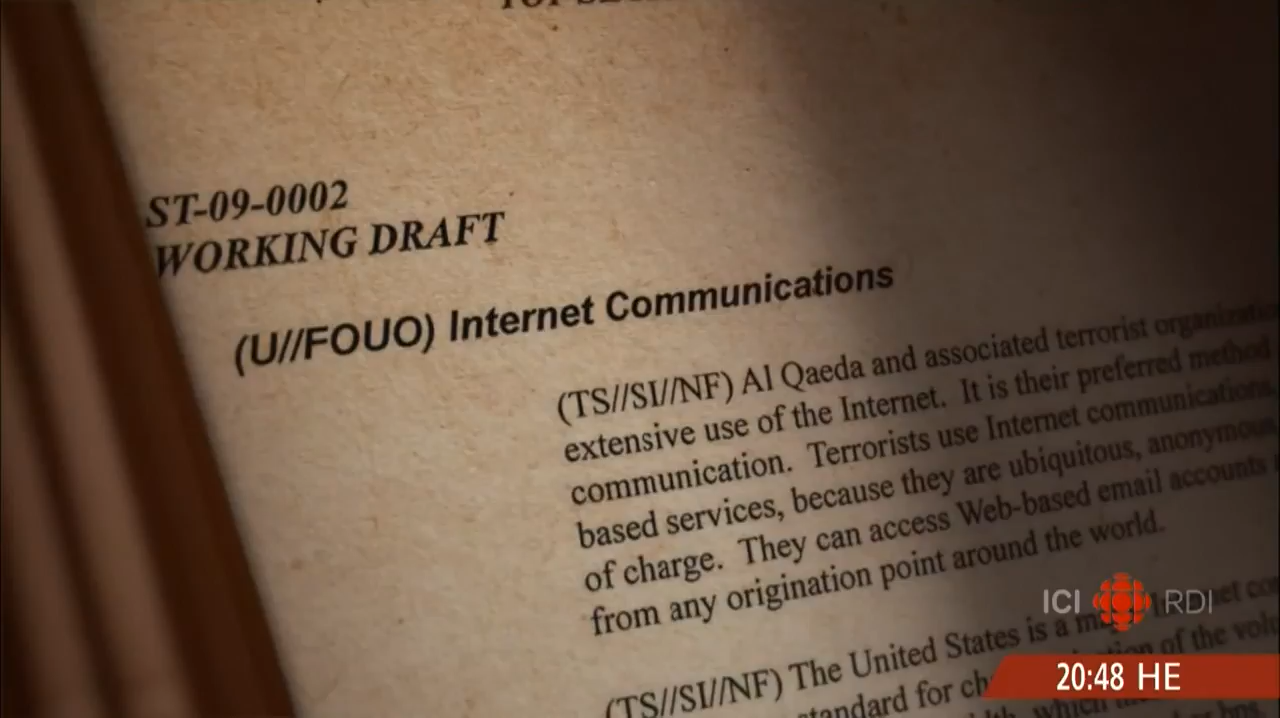 ST-09-0002
WORKING DRAFT
(U//FOUO) Internet Communications
(TS//SI//NF) Al Qaeda and associated terrorist
extensive use of the Internet. It is their preferred method
communication. Terrorists use Internet communications,
based services, because they are ubiquitous, anonymous,
of charge. They can access Web-based email accounts
from any origination point around the world.
(TS//SI//NF) The United States is a
standard for
of the
which
ICI RDI
20:48 HE